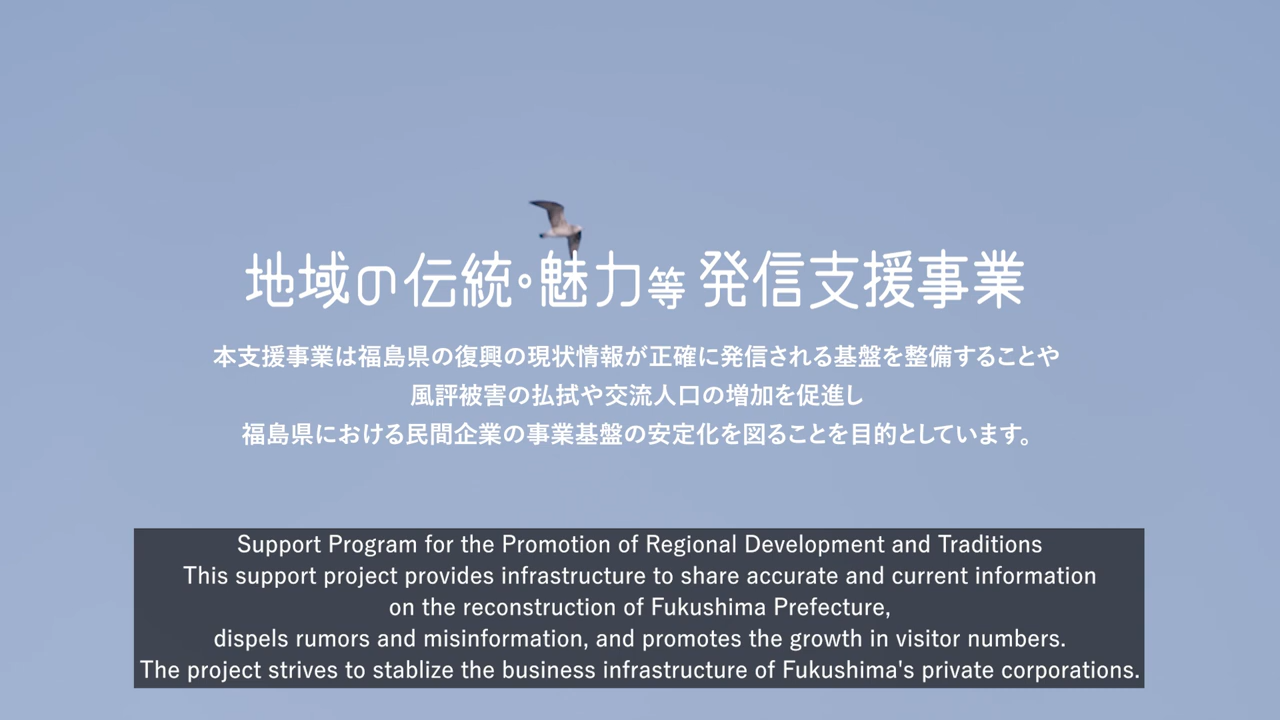 地域の伝統・魅力等 発信支援事業
本支援事業は福島県の復興の現状情報が正確に発信される基盤を整備することや
風評被害の払拭や交流人口の増加を促進し
福島県における民間企業の事業基盤の安定化を図ることを目的としています。
Support Program for the Promotion of Regional Development and Traditions
This support project provides infrastructure to share accurate and current information
on the reconstruction of Fukushima Prefecture,
dispels rumors and misinformation, and promotes the growth in visitor numbers.
The project strives to stablize the business infrastructure of Fukushima's private corporations.